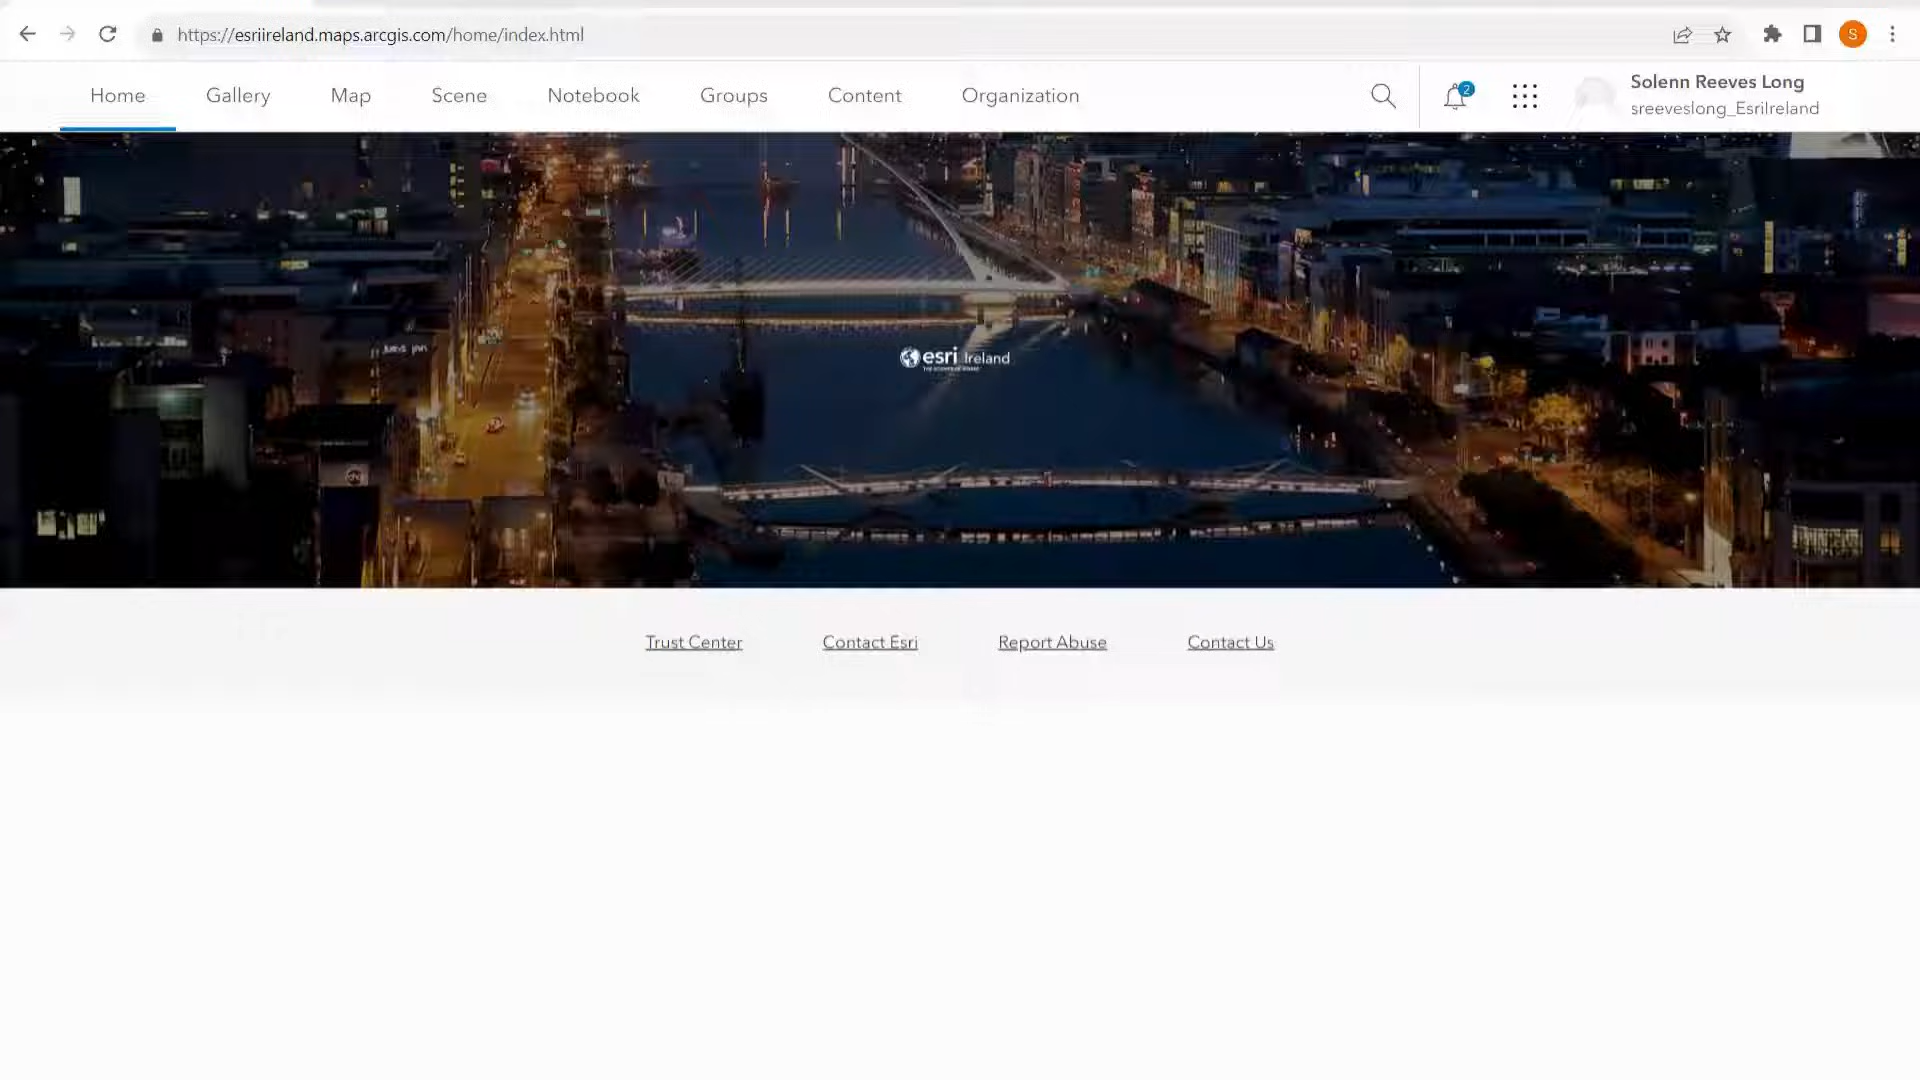 https://esriireland.maps.arcgis.com/home/index.html
S
Home Gallery Map Scene Notebook Groups Content Organization
2
Solenn Reeves Long
sreeveslong_EsriIreland
esri Ireland
Trust Center Contact Esri Report Abuse Contact Us